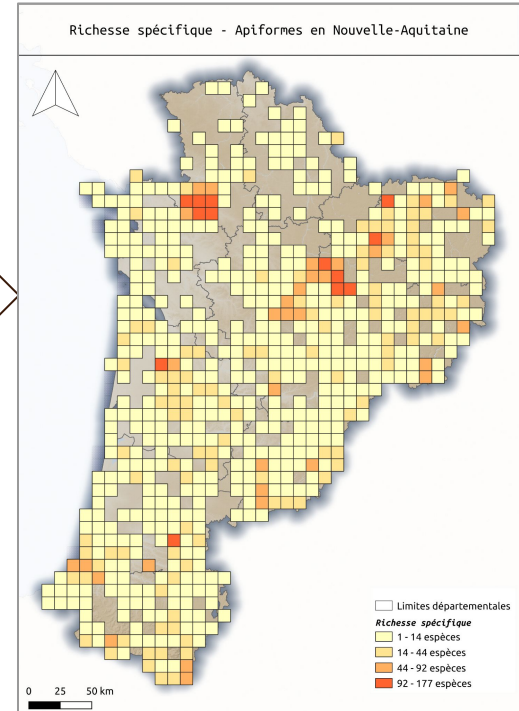 Richesse spécifique - Apiformes en Nouvelle-Aquitaine
Limites départementales
Richesse spécifique
1 - 14 espèces
14 - 44 espèces
44 - 92 espèces
92 - 177 espèces
0 25 50 km